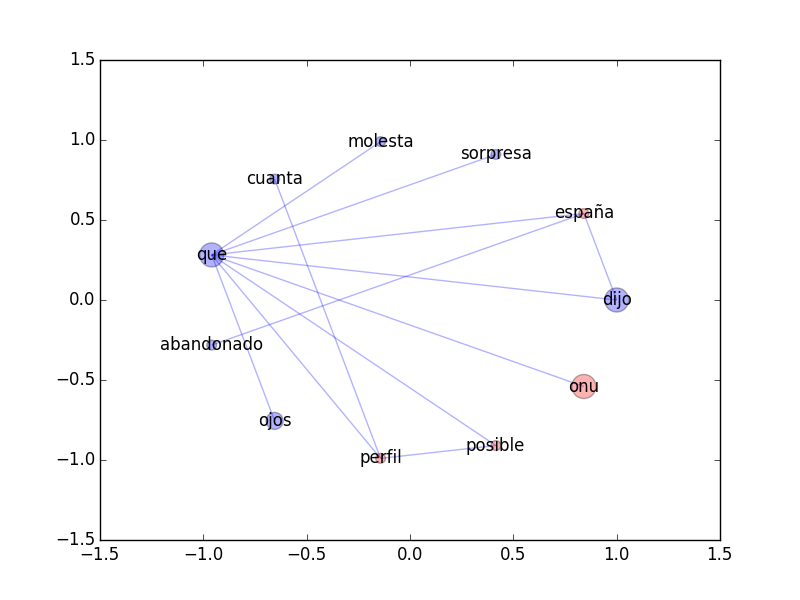 1.5
1.0
0.5
0.0
−0.5
−1.0
−1.5
molesta
sorpresa
cuanta
españa
que
dijo
abandonado
onu
ojos
posible
perfil
−1.5 −1.0 −0.5 0.0 0.5 1.0 1.5